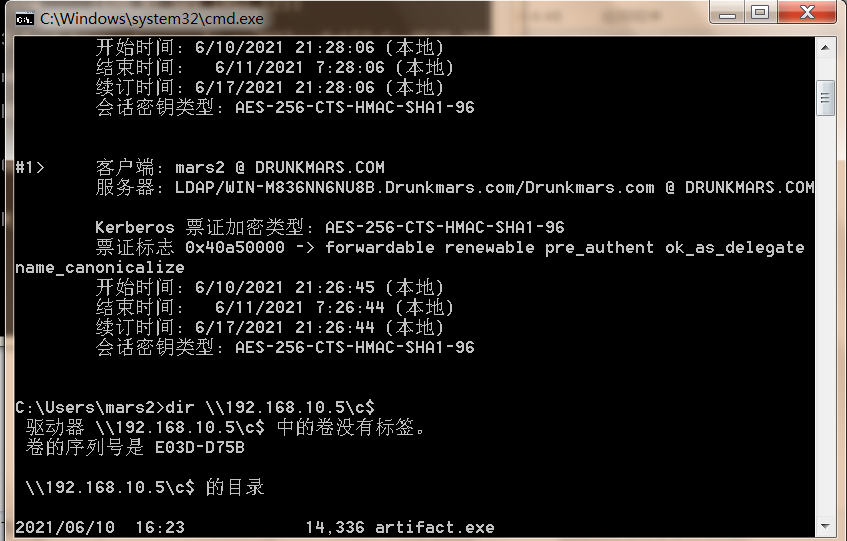 C:\Windows\system32\cmd.exe
开始时间: 6/10/2021 21:28:06 (本地)
结束时间:   6/11/2021 7:28:06 (本地)
续订时间: 6/17/2021 21:28:06 (本地)
会话密钥类型: AES-256-CTS-HMAC-SHA1-96
#1>     客户端: mars2 @ DRUNKMARS.COM
服务器: LDAP/WIN-M836NN6NU8B.Drunkmars.com/Drunkmars.com @ DRUNKMARS.COM
Kerberos 票证加密类型: AES-256-CTS-HMAC-SHA1-96
票证标志 0x40a50000 -> forwardable renewable pre_authent ok_as_delegate
name_canonicalize
开始时间: 6/10/2021 21:26:45 (本地)
结束时间:   6/11/2021 7:26:44 (本地)
续订时间: 6/17/2021 21:26:44 (本地)
会话密钥类型: AES-256-CTS-HMAC-SHA1-96
C:\Users\mars2>dir \\192.168.10.5\c$
驱动器 \\192.168.10.5\c$ 中的卷没有标签。
卷的序列号是 E03D-D75B
\\192.168.10.5\c$ 的目录
2021/06/10  16:23            14,336 artifact.exe